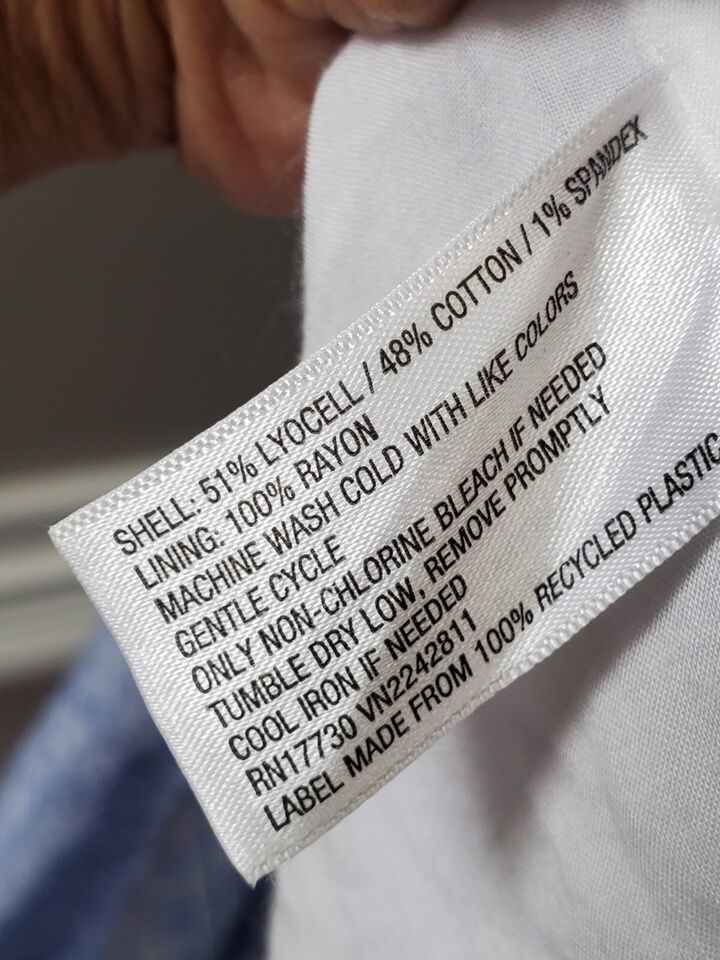 SHELL: 51% LYOCELL / 48% COTTON / 1% SPANDEX
LINING: 100% RAYON
MACHINE WASH COLD WITH LIKE COLORS
GENTLE CYCLE
ONLY NON-CHLORINE BLEACH IF NEEDED
TUMBLE DRY LOW, REMOVE PROMPTLY
COOL IRON IF NEEDED
RN17730 VN2242811
LABEL MADE FROM 100% RECYCLED PLASTIC